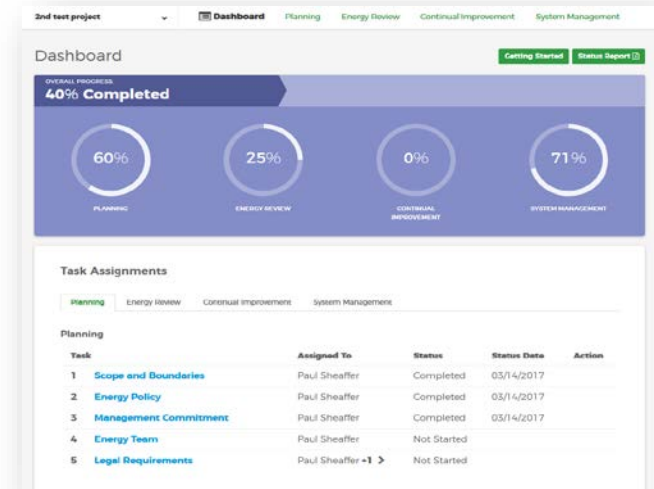 2nd test project Dashboard Planning Energy Review Continual Improvement System Management
Dashboard Getting Started Status Report
OVERALL PROGRESS
40% Completed
60% 25% 0% 71%
PLANNING ENERGY REVIEW CONTINUAL IMPROVEMENT SYSTEM MANAGEMENT
Task Assignments
Planning Energy Review Continual Improvement System Management
Planning
Task Assigned To Status Status Date Action
1 Scope and Boundaries Paul Sheaffer Completed 03/14/2017
2 Energy Policy Paul Sheaffer Completed 03/14/2017
3 Management Commitment Paul Sheaffer Completed 03/14/2017
4 Energy Team Paul Sheaffer Not Started
5 Legal Requirements Paul Sheaffer +1 Not Started